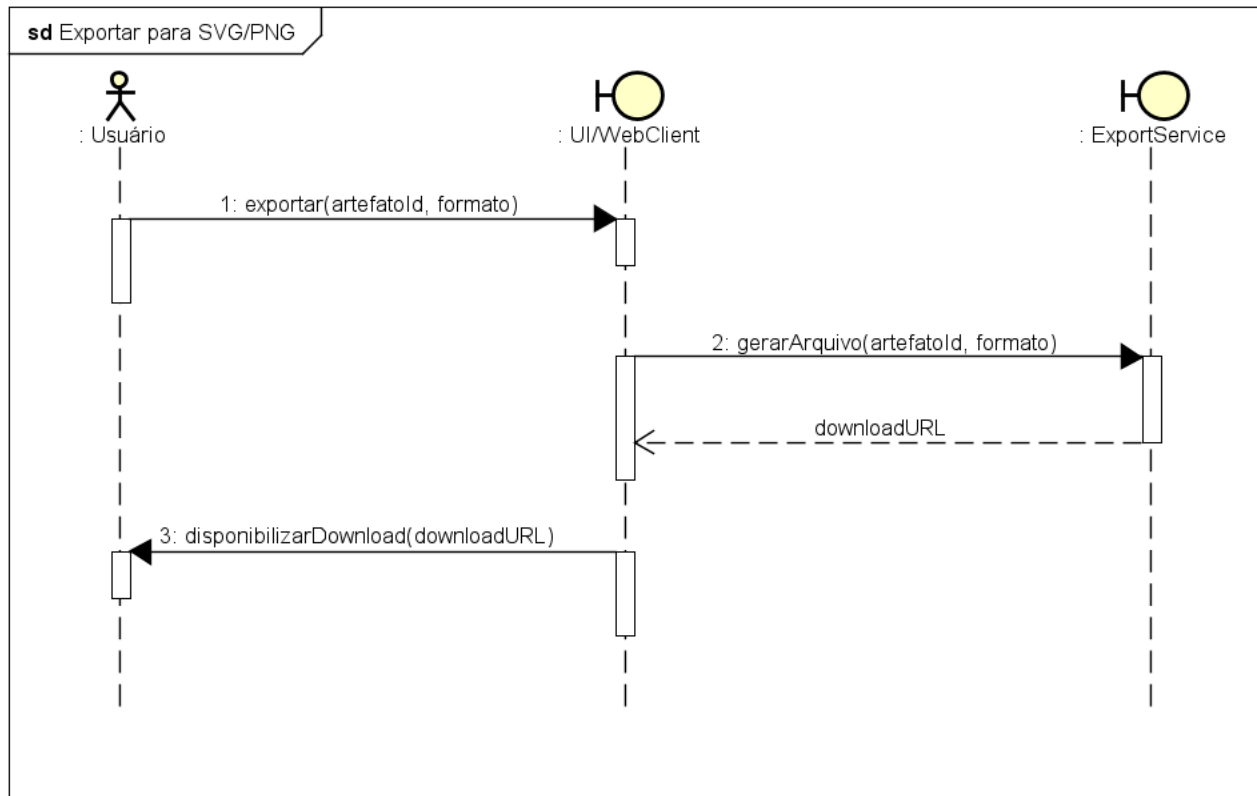 sd Exportar para SVG/PNG
: Usuário
: UI/WebClient
: ExportService
1: exportar(artefatoId, formato)
2: gerarArquivo(artefatoId, formato)
downloadURL
3: disponibilizarDownload(downloadURL)